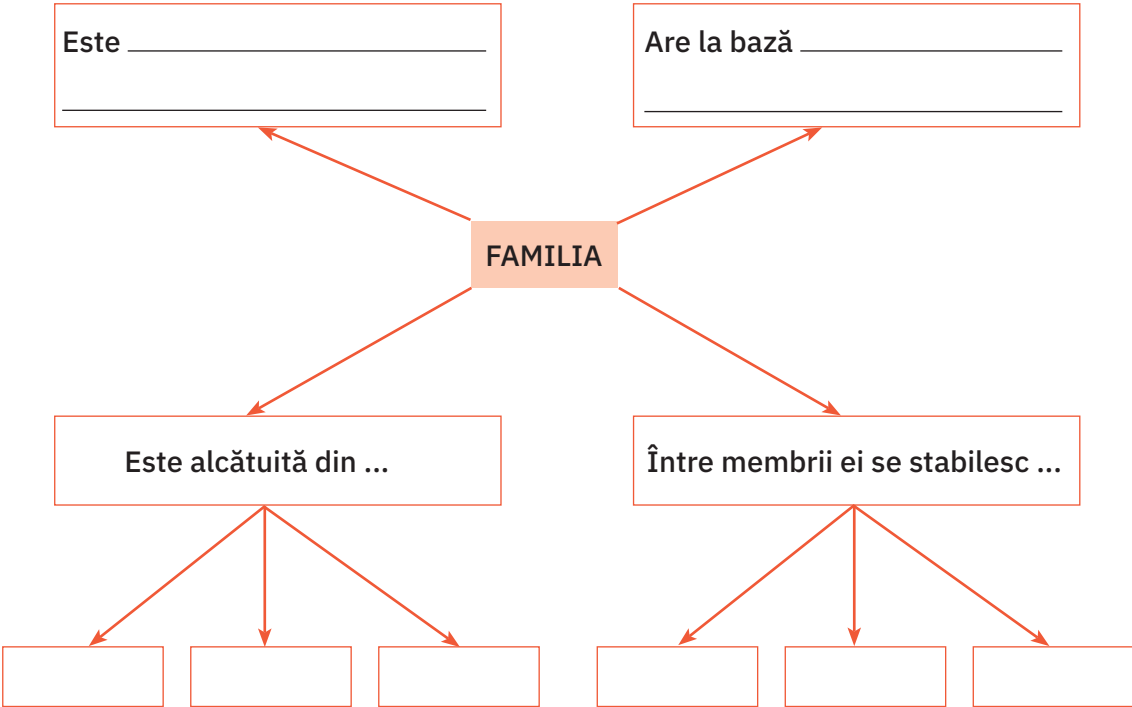 Este
Are la bază
FAMILIA
Este alcătuită din ...
Între membrii ei se stabilesc ...